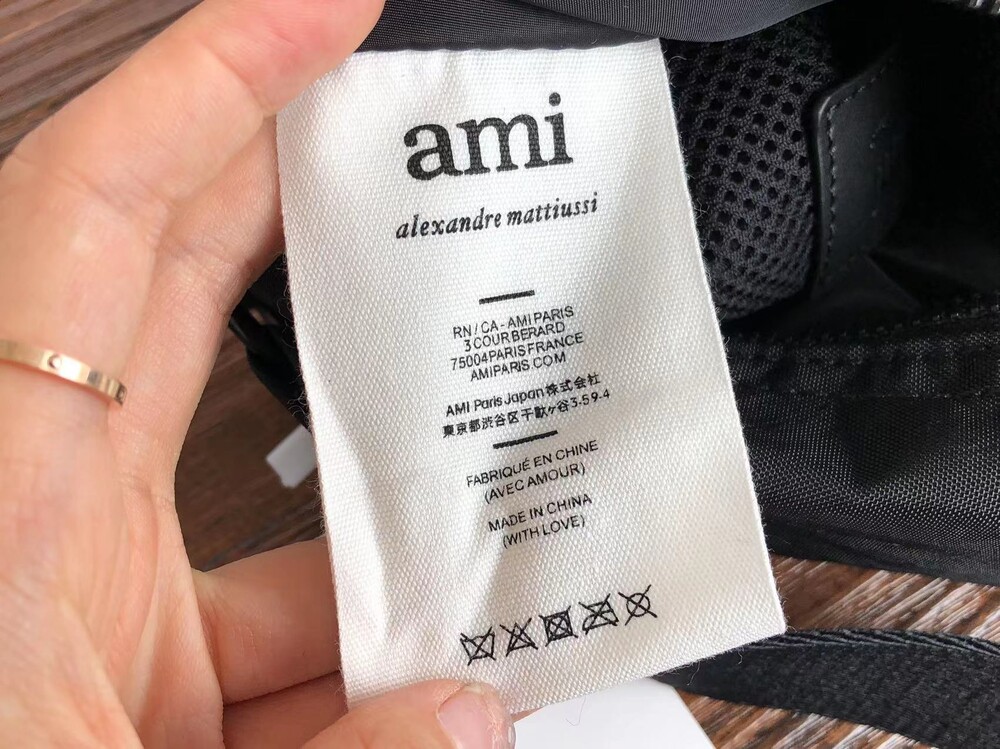 ami
alexandre mattiussi
RN / CA - AMI PARIS
3 COUR BERARD
75004 PARIS FRANCE
AMIPARIS.COM
AMI Paris Japan 株式会社
東京都渋谷区千駄ヶ谷3-59-4
FABRIQUÉ EN CHINE
(AVEC AMOUR)
MADE IN CHINA
(WITH LOVE)